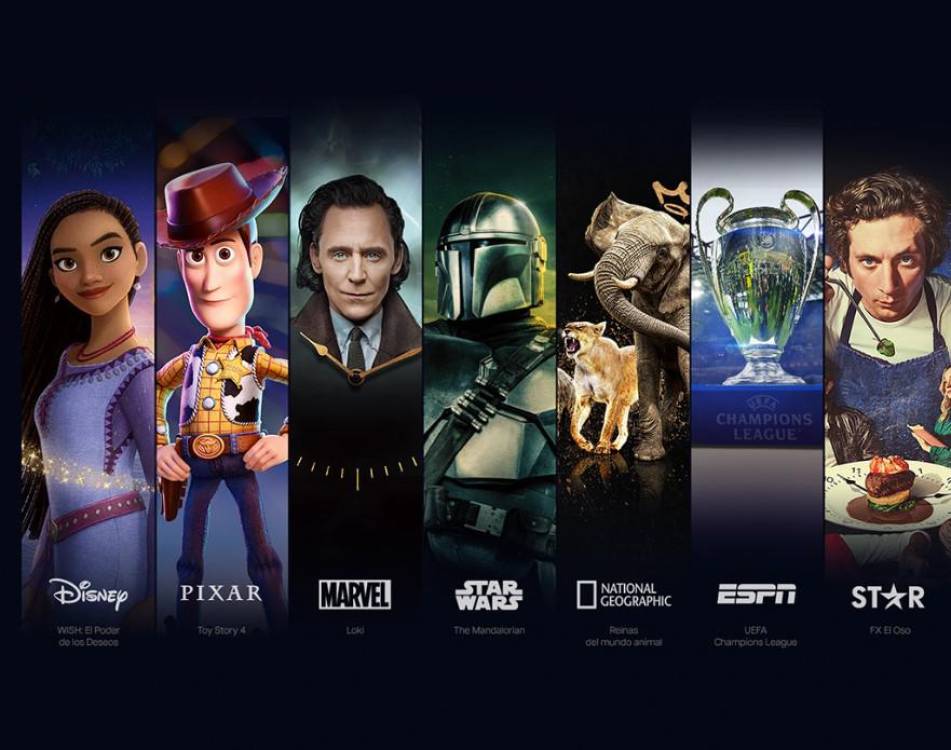 Disney
PIXAR
MARVEL
STAR
WARS
NATIONAL
GEOGRAPHIC
UEFA
CHAMPIONS
LEAGUE
ESPN
STAR
WISH: El Poder
de los Deseos
Toy Story 4
Loki
The Mandalorian
Reinas
del mundo animal
UEFA
Champions League
FX El Oso